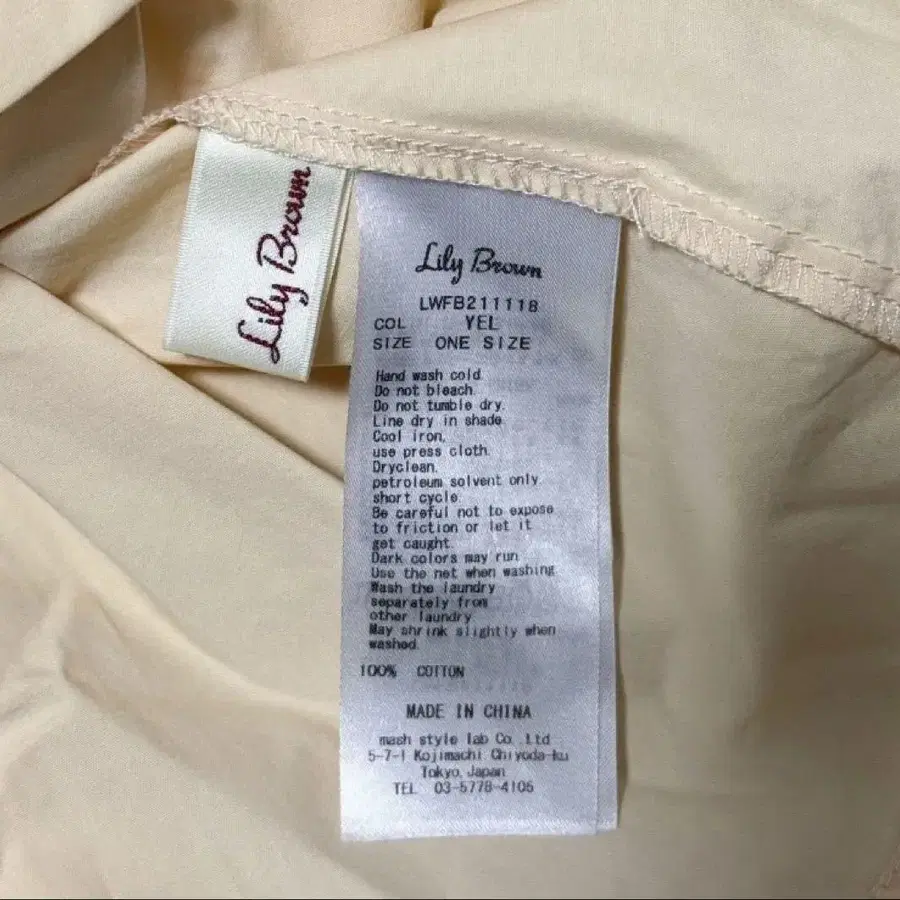 Lily Brown
Lily Brown
LWFB211118
COL YEL
SIZE ONE SIZE
Hand wash cold.
Do not bleach.
Do not tumble dry.
Line dry in shade.
Cool iron,
use press cloth.
Dryclean.
petroleum solvent only
short cycle.
Be careful not to expose
to friction or let it
get caught.
Dark colors may run.
Use the net when washing.
Wash the laundry
separately from
other laundry.
May shrink slightly when
washed.
100% COTTON
MADE IN CHINA
mash style lab Co.,Ltd
5-7-1 Kojimachi Chiyoda-ku
Tokyo, Japan
TEL 03-5778-4106